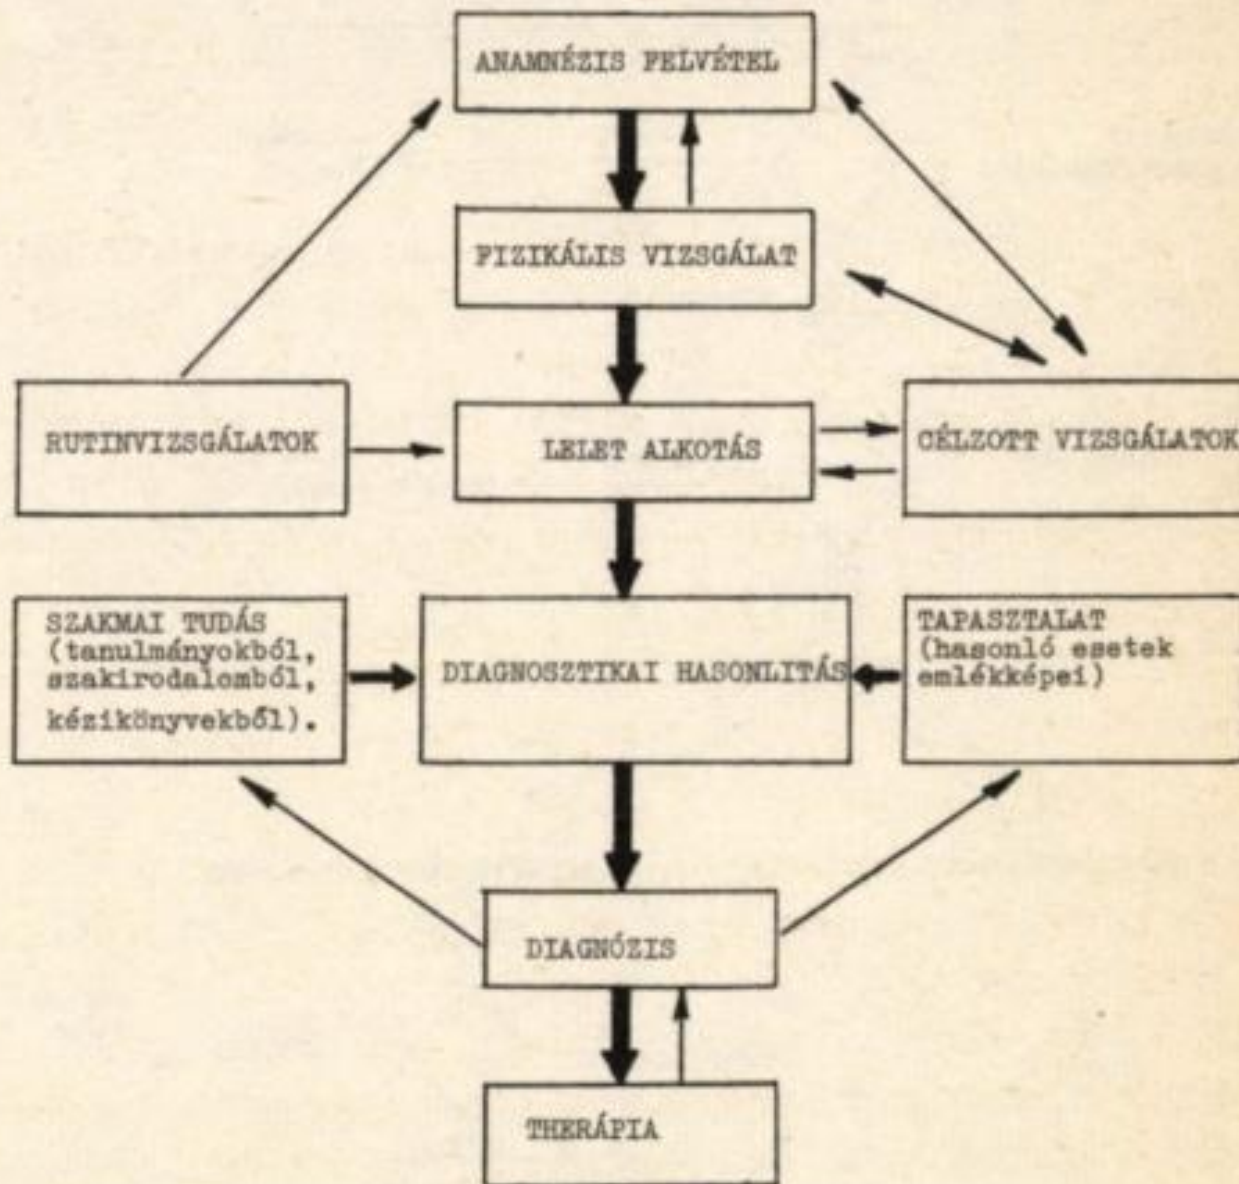 ANAMNÉZIS FELVÉTEL
FIZIKÁLIS VIZSGÁLAT
RUTINVIZSGÁLATOK
LELET ALKOTÁS
CÉLZOTT VIZSGÁLATOK
SZAKMAI TUDÁS
(tanulmányokból,
szakirodalomból,
kézikönyvekből).
DIAGNOSZTIKAI HASONLITÁS
TAPASZTALAT
(hasonló esetek
emlékképei)
DIAGNÓZIS
THERÁPIA